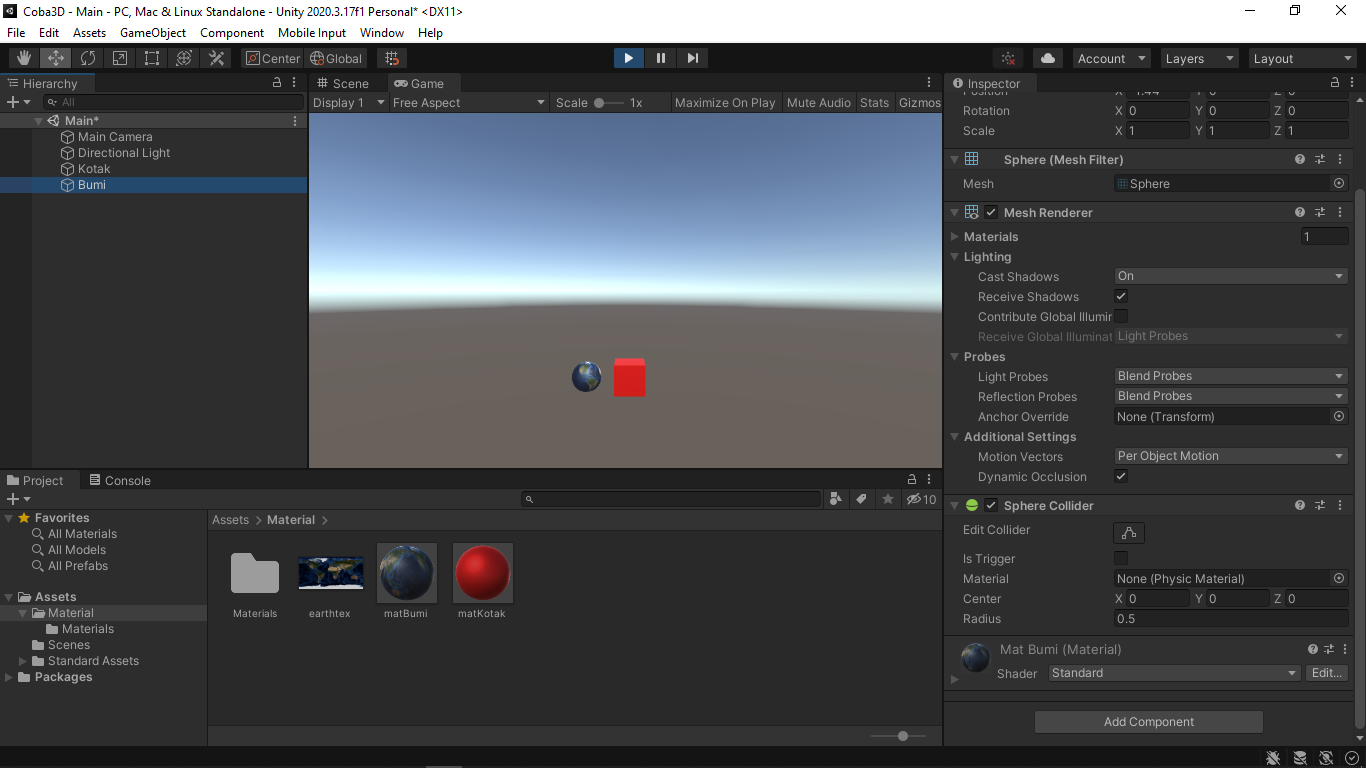 Coba3D - Main - PC, Mac & Linux Standalone - Unity 2020.3.17f1 Personal* <DX11>
File Edit Assets GameObject Component Mobile Input Window Help
Center Global Account Layers Layout
Hierarchy
All
Main*
Main Camera
Directional Light
Kotak
Bumi
Scene Game
Display 1 Free Aspect Scale 1x Maximize On Play Mute Audio Stats Gizmos
Project Console
10
Favorites
All Materials
All Models
All Prefabs
Assets
Material
Materials
Scenes
Standard Assets
Packages
Assets > Material >
Materials earthtex matBumi matKotak
Inspector
Position X -1.44 Y 0 Z 0
Rotation X 0 Y 0 Z 0
Scale X 1 Y 1 Z 1
Sphere (Mesh Filter)
Mesh Sphere
Mesh Renderer
Materials 1
Lighting
Cast Shadows On
Receive Shadows
Contribute Global Illumir
Receive Global Illuminat Light Probes
Probes
Light Probes Blend Probes
Reflection Probes Blend Probes
Anchor Override None (Transform)
Additional Settings
Motion Vectors Per Object Motion
Dynamic Occlusion
Sphere Collider
Edit Collider
Is Trigger
Material None (Physic Material)
Center X 0 Y 0 Z 0
Radius 0.5
Mat Bumi (Material)
Shader Standard Edit...
Add Component